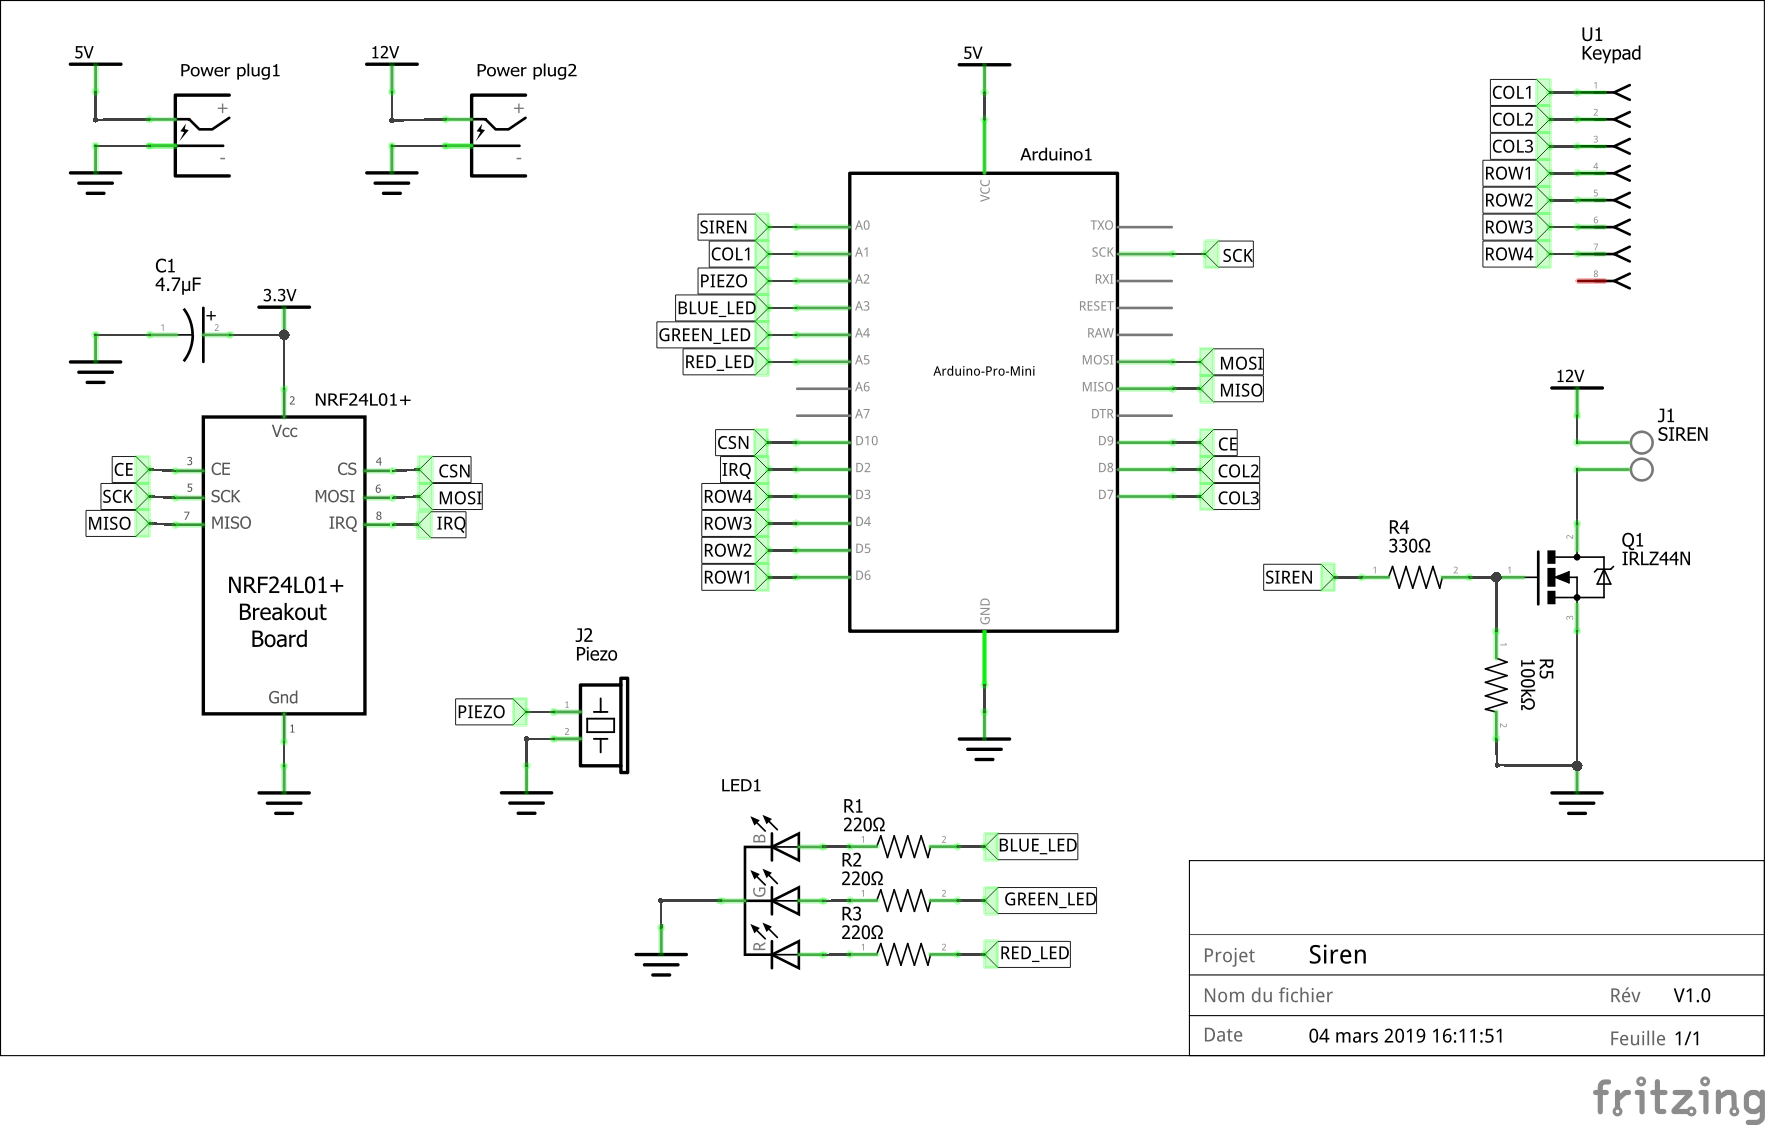 5V
Power plug1
+
-
12V
Power plug2
+
-
C1
4.7µF
3.3V
1
+
2
2
NRF24L01+
Vcc
CE
3
CE
CS
4
CSN
SCK
5
SCK
MOSI
6
MOSI
MISO
7
MISO
IRQ
8
IRQ
NRF24L01+
Breakout
Board
Gnd
1
J2
Piezo
PIEZO
1
2
5V
Arduino1
VCC
SIREN
A0
COL1
A1
PIEZO
A2
BLUE_LED
A3
GREEN_LED
A4
RED_LED
A5
A6
A7
CSN
D10
IRQ
D2
ROW4
D3
ROW3
D4
ROW2
D5
ROW1
D6
Arduino-Pro-Mini
TXO
SCK
SCK
RXI
RESET
RAW
MOSI
MOSI
MISO
MISO
DTR
D9
CE
D8
COL2
D7
COL3
GND
LED1
B
R1
220Ω
1
2
BLUE_LED
G
R2
220Ω
1
2
GREEN_LED
R
R3
220Ω
1
2
RED_LED
U1
Keypad
COL1
1
COL2
2
COL3
3
ROW1
4
ROW2
5
ROW3
6
ROW4
7
8
12V
J1
SIREN
SIREN
R4
330Ω
1
2
1
2
3
Q1
IRLZ44N
1
R5
100kΩ
2
Projet
Siren
Nom du fichier
Rév
V1.0
Date
04 mars 2019 16:11:51
Feuille
1/1
fritzing